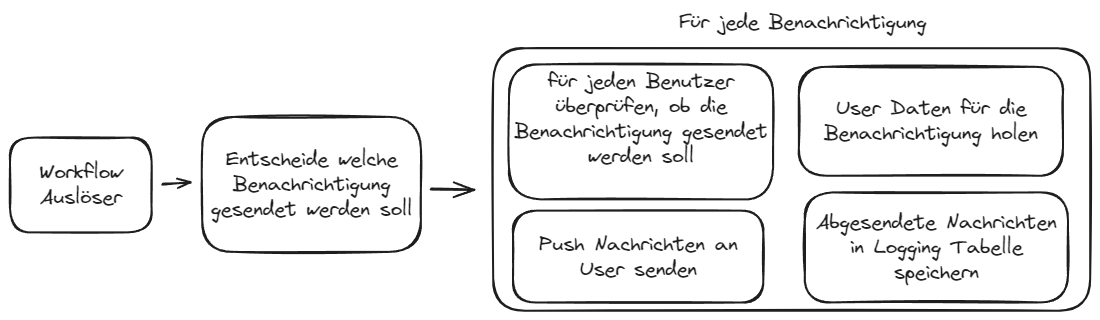 Für jede Benachrichtigung
Workflow
Auslöser
Entscheide welche
Benachrichtigung
gesendet werden soll
für jeden Benutzer
überprüfen, ob die
Benachrichtigung gesendet
werden soll
User Daten für die
Benachrichtigung holen
Push Nachrichten an
User senden
Abgesendete Nachrichten
in Logging Tabelle
speichern